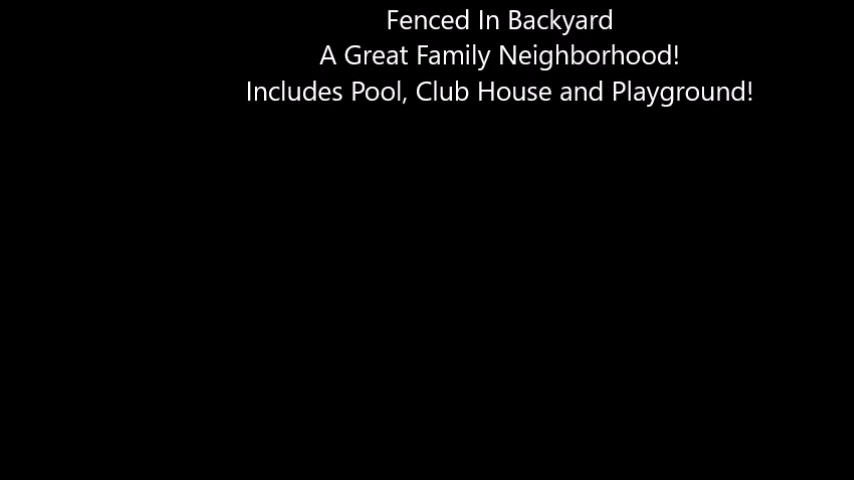 Fenced In Backyard
A Great Family Neighborhood!
Includes Pool, Club House and Playground!